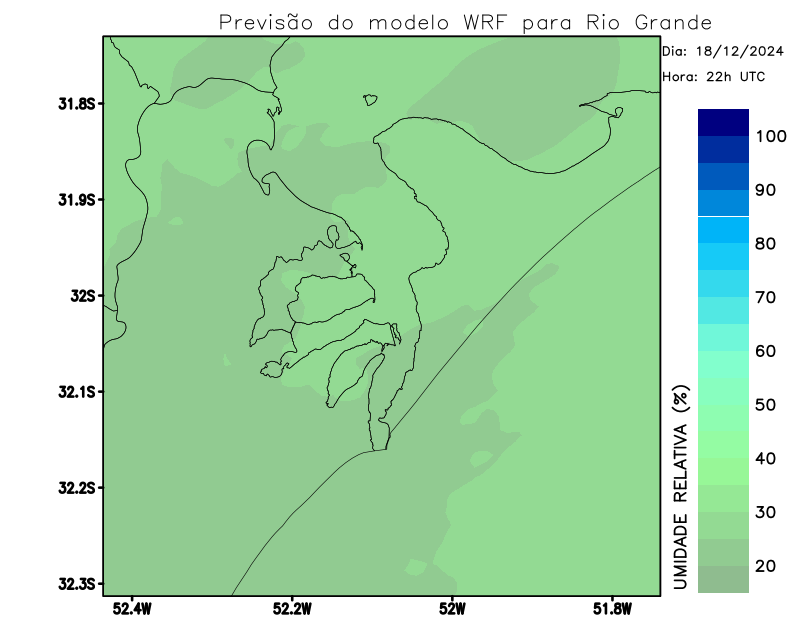 Previsão do modelo WRF para Rio Grande
Dia: 18/12/2024
Hora: 22h UTC
31.8S
31.9S
32S
32.1S
32.2S
32.3S
52.4W
52.2W
52W
51.8W
UMIDADE RELATIVA (%)
100
90
80
70
60
50
40
30
20